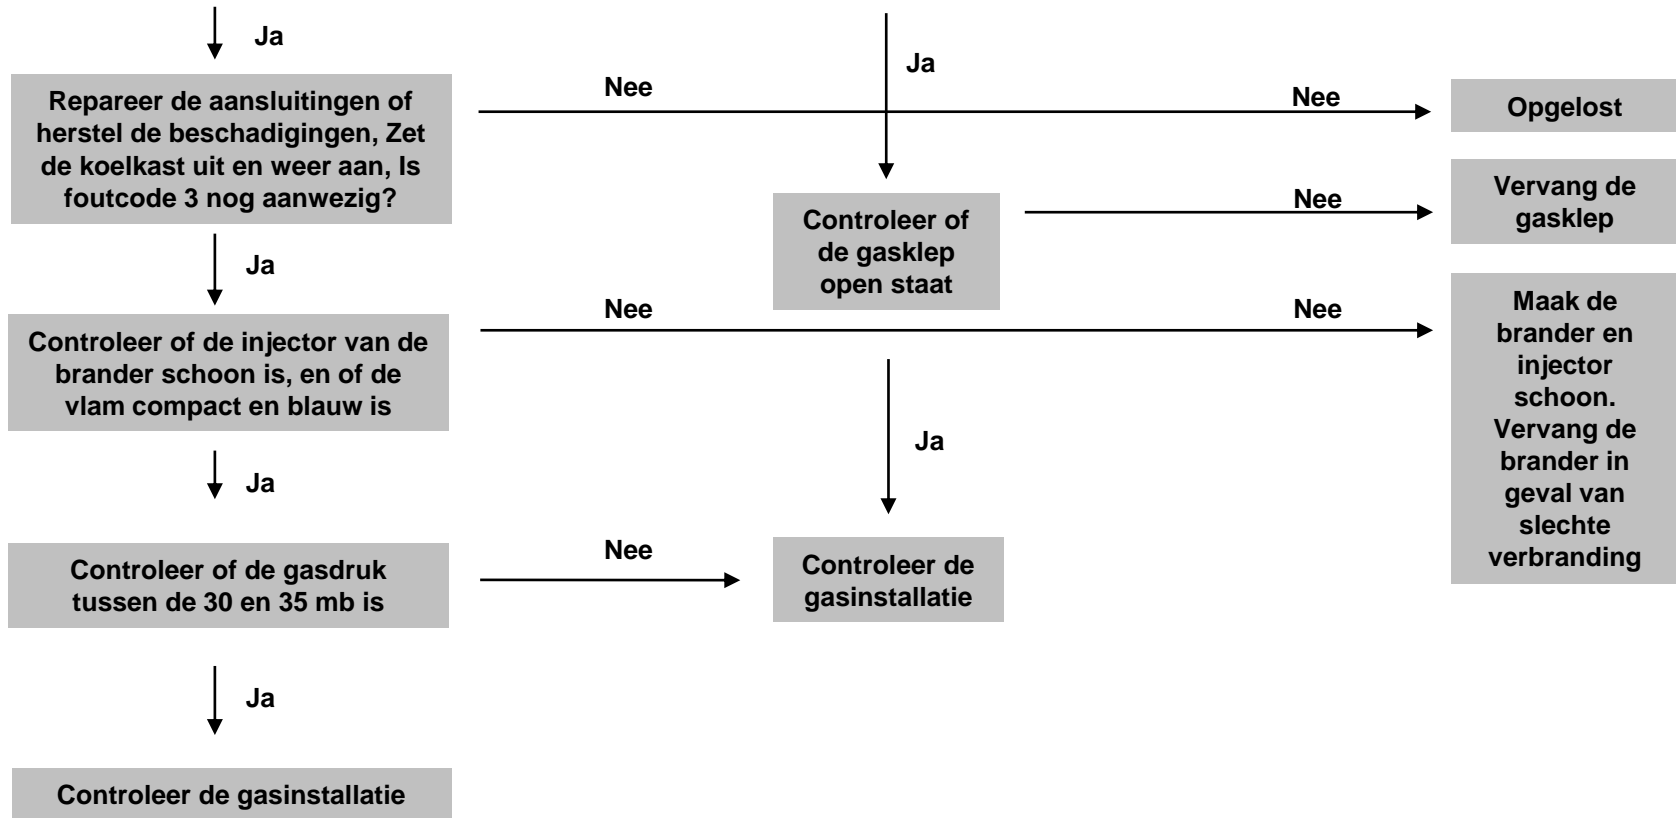 Ja
Ja
Repareer de aansluitingen of
herstel de beschadigingen, Zet
de koelkast uit en weer aan, Is
foutcode 3 nog aanwezig?
Nee
Nee
Opgelost
Controleer of
de gasklep
open staat
Nee
Vervang de
gasklep
Ja
Controleer of de injector van de
brander schoon is, en of de
vlam compact en blauw is
Nee
Nee
Maak de
brander en
injector
schoon.
Vervang de
brander in
geval van
slechte
verbranding
Ja
Ja
Controleer of de gasdruk
tussen de 30 en 35 mb is
Nee
Controleer de
gasinstallatie
Ja
Controleer de gasinstallatie